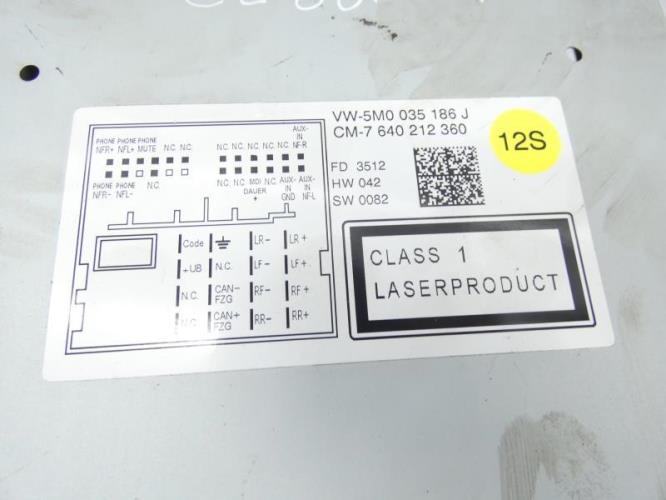 VW-5M0 035 186 J
CM-7 640 212 360
12S
FD 3512
HW 042
SW 0082
CLASS 1
LASERPRODUCT
PHONE PHONE PHONE
NFR+ NFL+ MUTE N.C. N.C.
N.C. N.C. N.C. N.C. N.C. AUX-IN NF-R
PHONE PHONE
NFR- NFL- N.C.
N.C. N.C. MDI DAUER + N.C. AUX-IN GND AUX-IN NF-L
Code LR- LR+
+UB N.C. LF- LF+
N.C. CAN-FZG RF- RF+
N.C. CAN+FZG RR- RR+